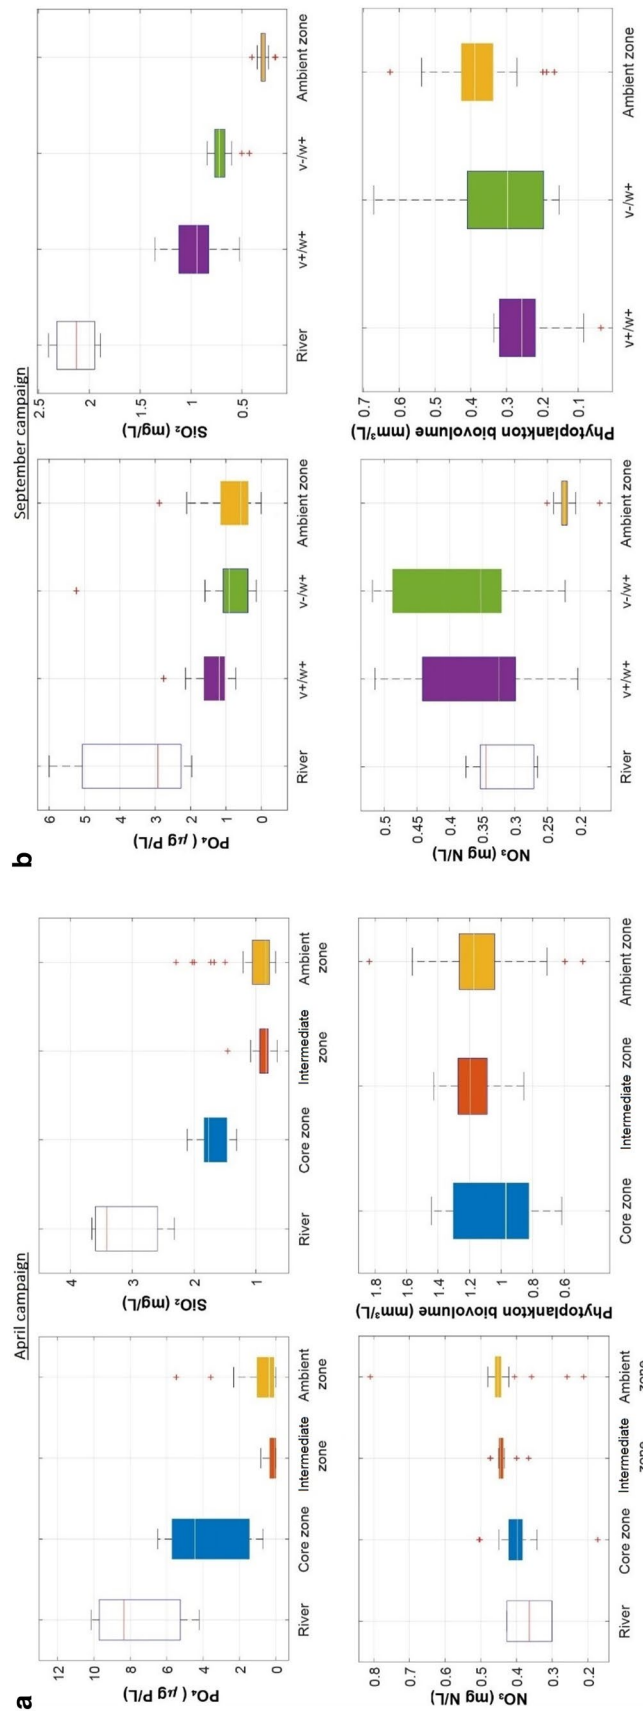 a
April campaign
PO₄ ( μg P/L)
12
10
8
6
4
2
0
River
Core zone
Intermediate
zone
Ambient
zone
SiO₂ (mg/L)
4
3
2
1
River
Core zone
Intermediate
zone
Ambient
zone
NO₃ (mg N/L)
0.8
0.7
0.6
0.5
0.4
0.3
0.2
River
Core zone
Intermediate
zone
Ambient
zone
Phytoplankton biovolume (mm³/L)
1.8
1.6
1.4
1.2
1
0.8
0.6
Core zone
Intermediate zone
Ambient zone
b
September campaign
PO₄ ( μg P/L)
6
5
4
3
2
1
0
River
v+/w+
v-/w+
Ambient zone
SiO₂ (mg/L)
2.5
2
1.5
1
0.5
River
v+/w+
v-/w+
Ambient zone
NO₃ (mg N/L)
0.5
0.45
0.4
0.35
0.3
0.25
0.2
River
v+/w+
v-/w+
Ambient zone
Phytoplankton biovolume (mm³/L)
0.7
0.6
0.5
0.4
0.3
0.2
0.1
v+/w+
v-/w+
Ambient zone